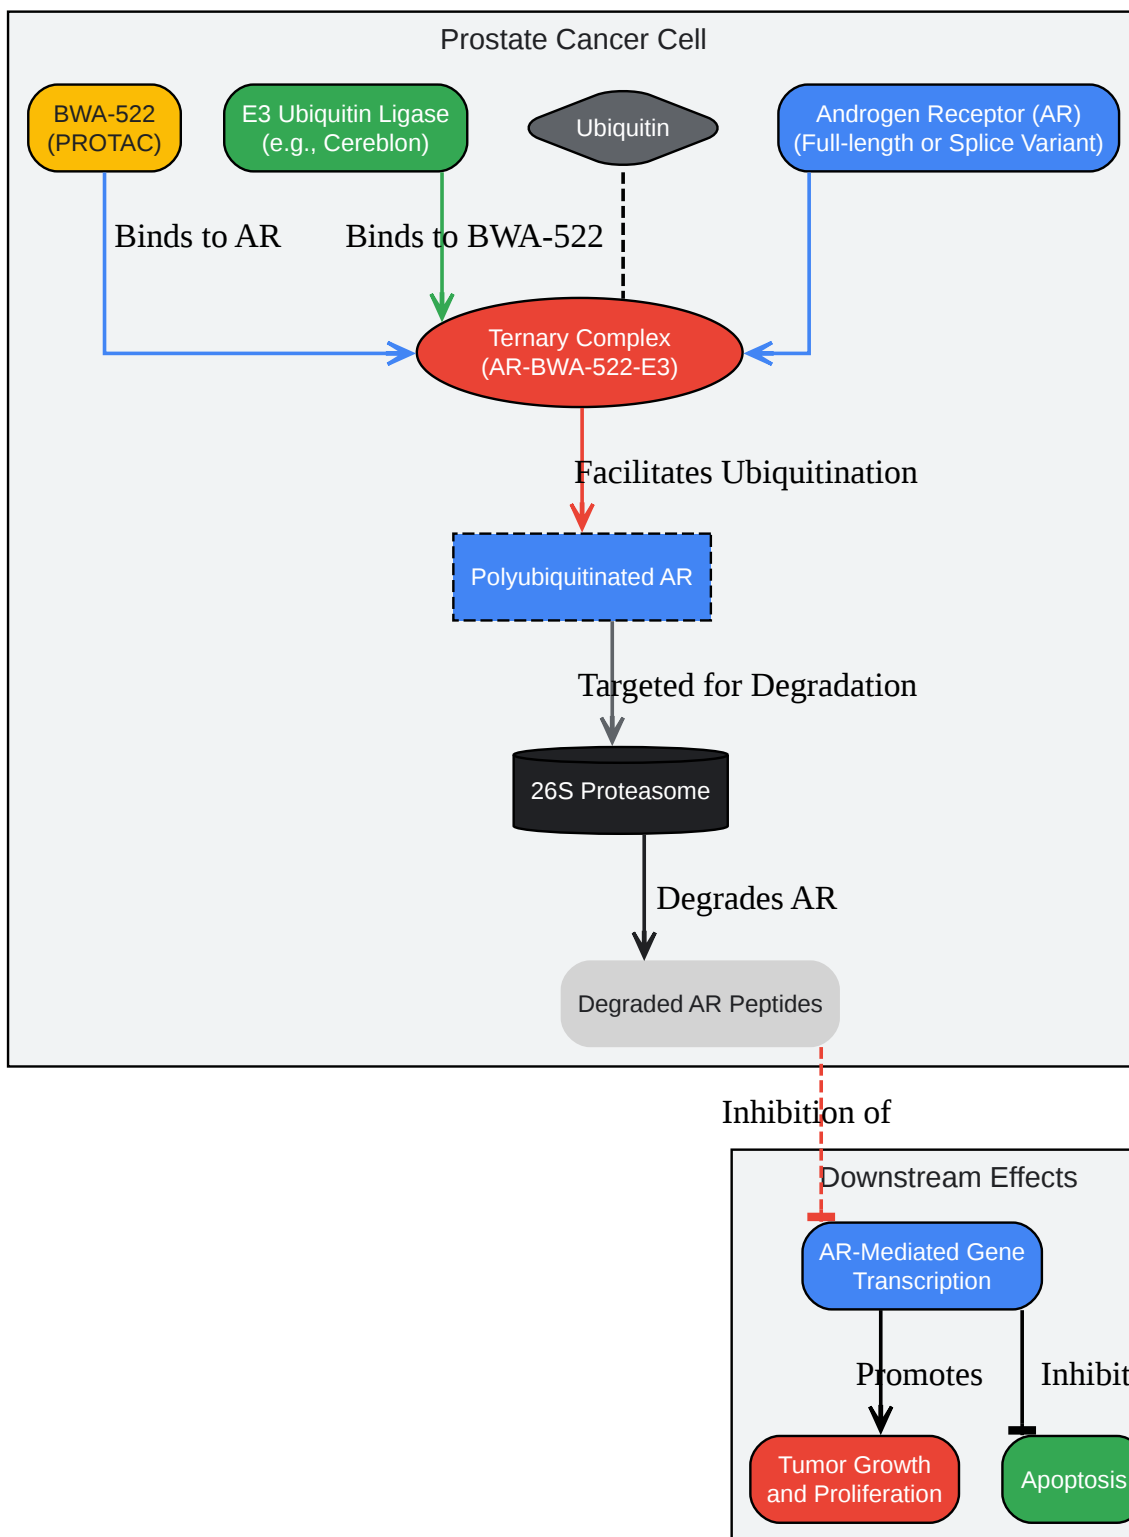 Prostate Cancer Cell
BWA-522
(PROTAC)
E3 Ubiquitin Ligase
(e.g., Cereblon)
Ubiquitin
Androgen Receptor (AR)
(Full-length or Splice Variant)
Binds to AR
Binds to BWA-522
Ternary Complex
(AR-BWA-522-E3)
Facilitates Ubiquitination
Polyubiquitinated AR
Targeted for Degradation
26S Proteasome
Degrades AR
Degraded AR Peptides
Inhibition of
Downstream Effects
AR-Mediated Gene
Transcription
Promotes
Inhibit
Tumor Growth
and Proliferation
Apoptosis